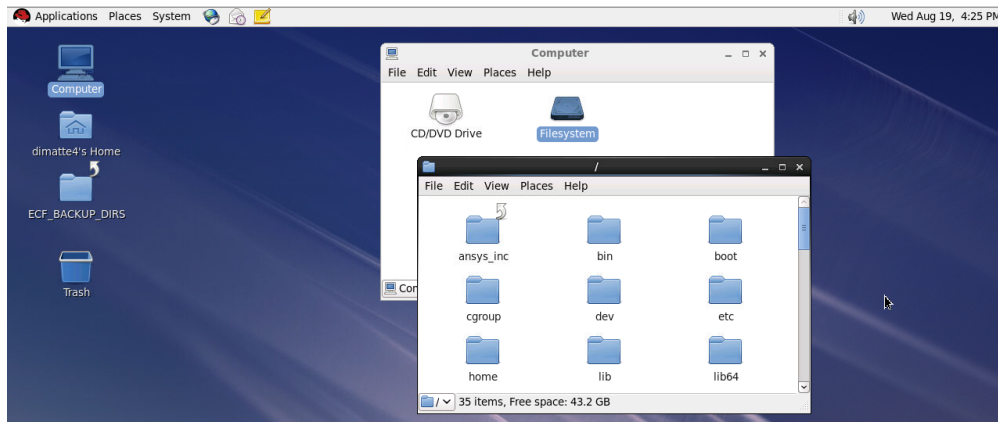 Applications Places System
Wed Aug 19, 4:25 PM
Computer
dimatte4's Home
ECF_BACKUP_DIRS
Trash
Computer
File Edit View Places Help
CD/DVD Drive
Filesystem
Com
/
File Edit View Places Help
ansys_inc bin boot
cgroup dev etc
home lib lib64
/ 35 items, Free space: 43.2 GB